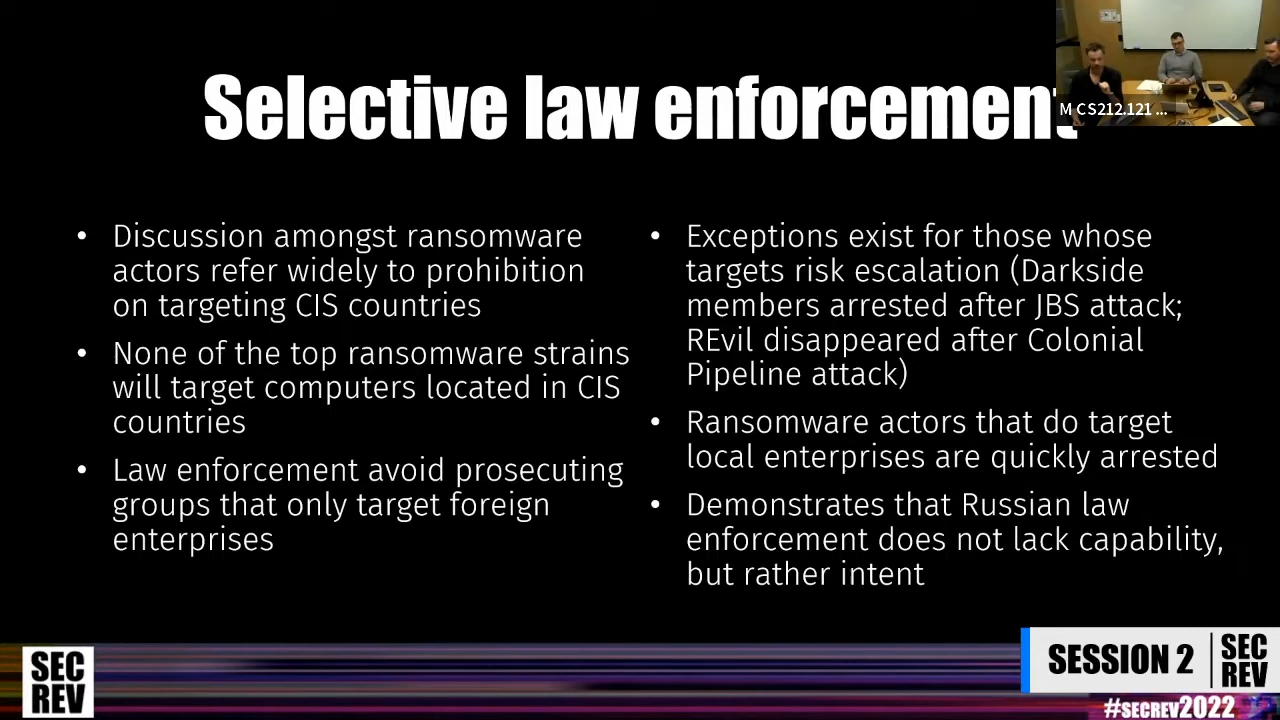 Selective law enforcement
M CS212.121 ...
• Discussion amongst ransomware
actors refer widely to prohibition
on targeting CIS countries
• None of the top ransomware strains
will target computers located in CIS
countries
• Law enforcement avoid prosecuting
groups that only target foreign
enterprises
• Exceptions exist for those whose
targets risk escalation (Darkside
members arrested after JBS attack;
REvil disappeared after Colonial
Pipeline attack)
• Ransomware actors that do target
local enterprises are quickly arrested
• Demonstrates that Russian law
enforcement does not lack capability,
but rather intent
SEC
REV
SESSION 2
SEC
REV
#SECREV2022